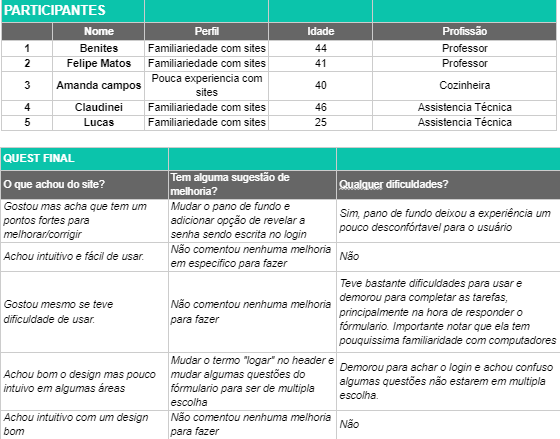 PARTICIPANTES
Nome Perfil Idade Profissão
1 Benites Familiariedade com sites 44 Professor
2 Felipe Matos Familiariedade com sites 41 Professor
3 Amanda campos Pouca experiencia com sites 40 Cozinheira
4 Claudinei Familiariedade com sites 46 Assistencia Técnica
5 Lucas Familiariedade com sites 25 Assistencia Técnica
QUEST FINAL
O que achou do site?
Tem alguma sugestão de
melhoria?
Qualquer dificuldades?
Gostou mas acha que tem um
pontos fortes para
melhorar/corrigir
Mudar o pano de fundo e
adicionar opção de revelar a
senha sendo escrita no login
Sim, pano de fundo deixou a experiência um
pouco desconfórtavel para o usuário
Achou intuitivo e fácil de usar.
Não comentou nenhuma melhoria
em especifico para fazer
Não
Gostou mesmo se teve
dificuldade de usar.
Não comentou nenhuma melhoria
para fazer
Teve bastante dificuldades para usar e
demorou para completar as tarefas,
principalmente na hora de responder o
fórmulario. Importante notar que ela tem
pouquissima familiaridade com computadores
Achou bom o design mas pouco
intuivo em algumas áreas
Mudar o termo "logar" no header e
mudar algumas questões do
fórmulario para ser de multipla
escolha
Demorou para achar o login e achou confuso
algumas questões não estarem em multipla
escolha.
Achou intuitivo com um design
bom
Não comentou nenhuma melhoria
para fazer
Não